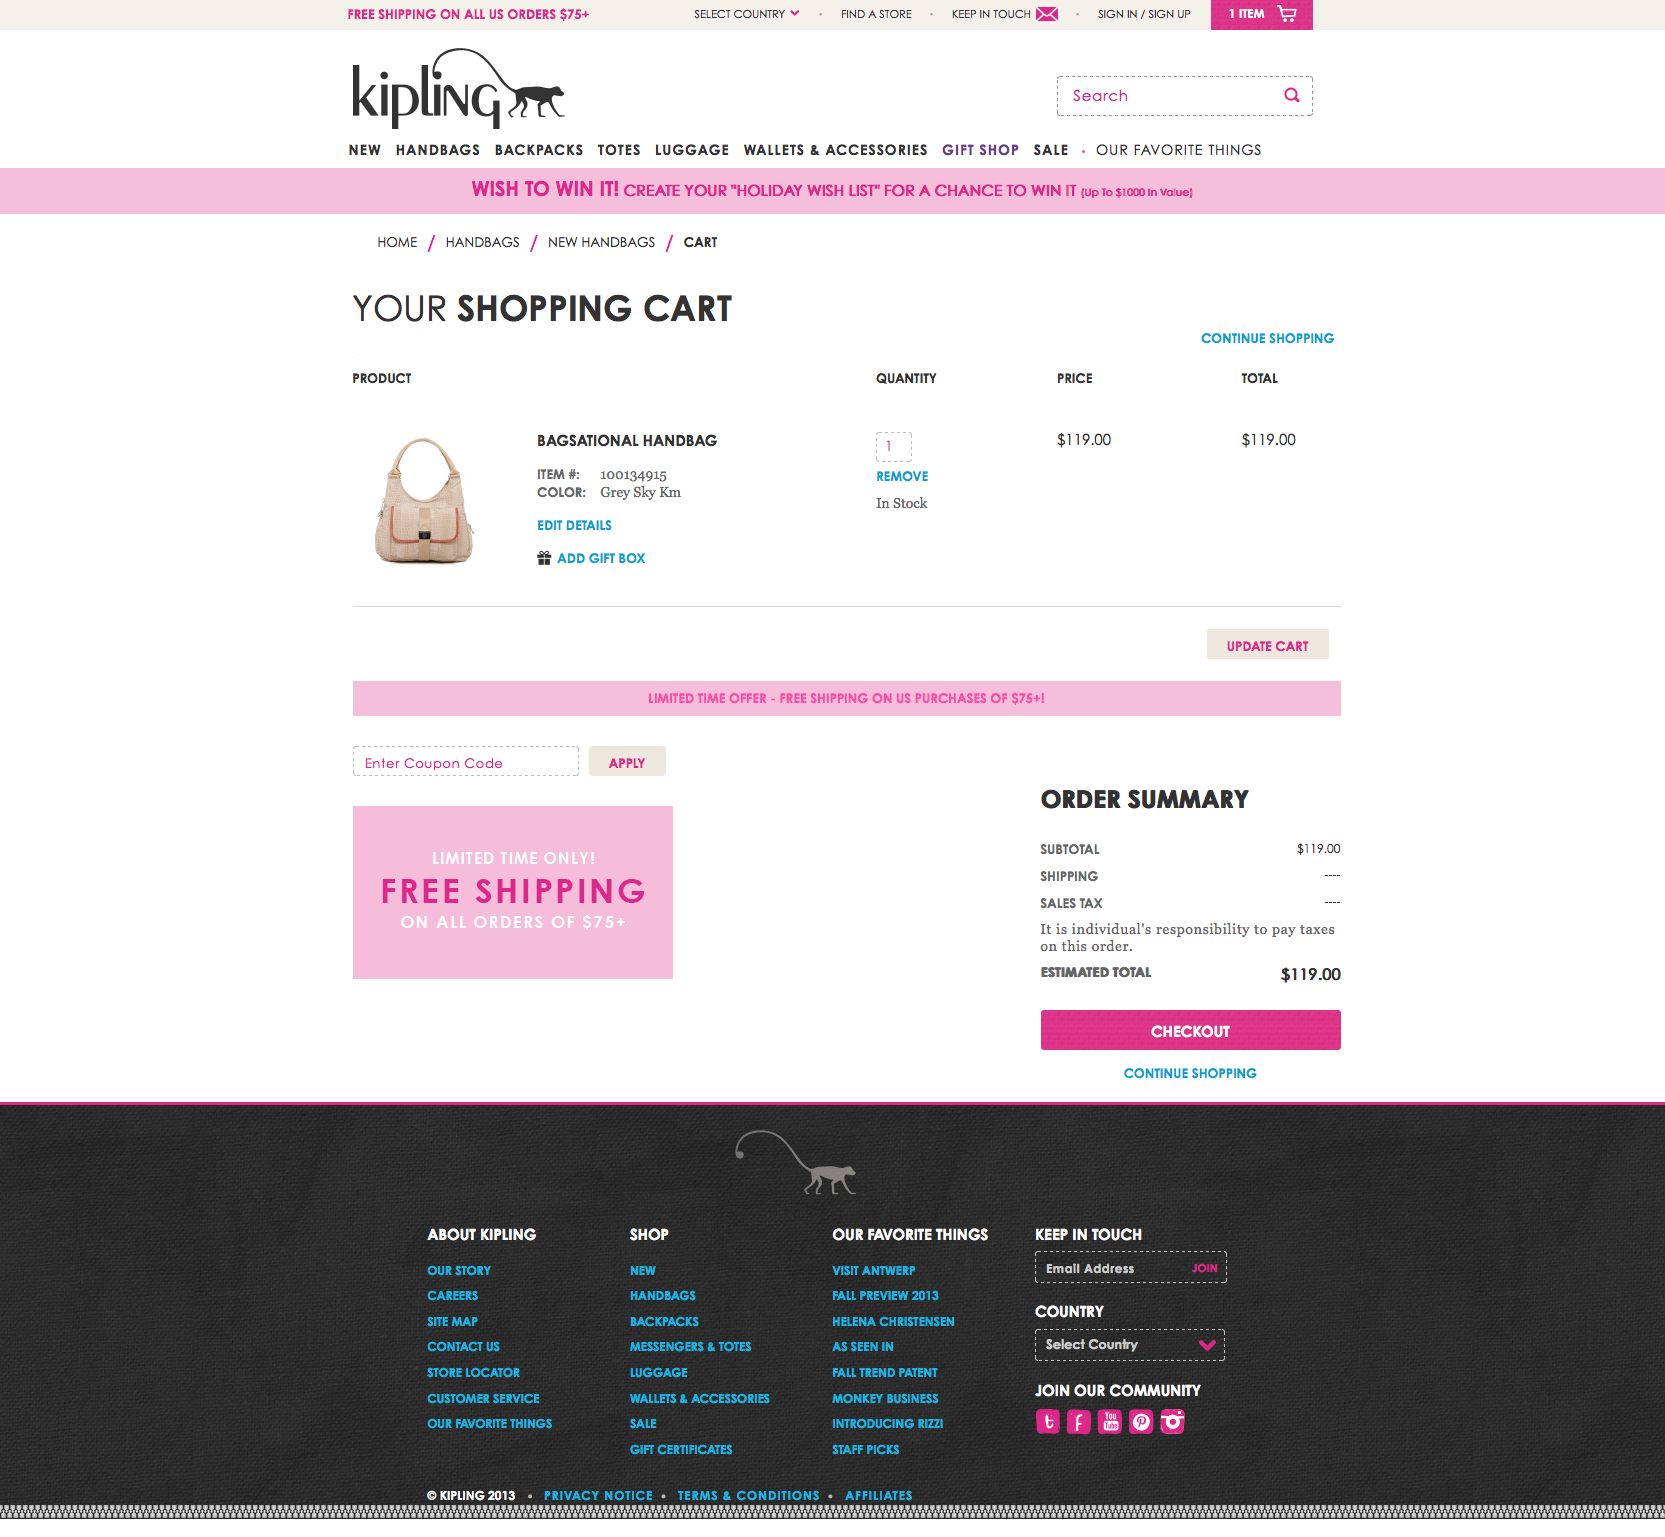 FREE SHIPPING ON ALL US ORDERS $75+ SELECT COUNTRY • FIND A STORE • KEEP IN TOUCH • SIGN IN / SIGN UP 1 ITEM
kipling
Search
NEW HANDBAGS BACKPACKS TOTES LUGGAGE WALLETS & ACCESSORIES GIFT SHOP SALE • OUR FAVORITE THINGS
WISH TO WIN IT! CREATE YOUR "HOLIDAY WISH LIST" FOR A CHANCE TO WIN IT (Up To $1000 In Value)
HOME / HANDBAGS / NEW HANDBAGS / CART
YOUR SHOPPING CART
CONTINUE SHOPPING
PRODUCT QUANTITY PRICE TOTAL
BAGSATIONAL HANDBAG 1 $119.00 $119.00
ITEM #: 100134915 REMOVE
COLOR: Grey Sky Km In Stock
EDIT DETAILS
ADD GIFT BOX
UPDATE CART
LIMITED TIME OFFER - FREE SHIPPING ON US PURCHASES OF $75+!
Enter Coupon Code APPLY
LIMITED TIME ONLY!
FREE SHIPPING
ON ALL ORDERS OF $75+
ORDER SUMMARY
SUBTOTAL $119.00
SHIPPING ----
SALES TAX ----
It is individual's responsibility to pay taxes
on this order.
ESTIMATED TOTAL $119.00
CHECKOUT
CONTINUE SHOPPING
ABOUT KIPLING
OUR STORY
CAREERS
SITE MAP
CONTACT US
STORE LOCATOR
CUSTOMER SERVICE
OUR FAVORITE THINGS
SHOP
NEW
HANDBAGS
BACKPACKS
MESSENGERS & TOTES
LUGGAGE
WALLETS & ACCESSORIES
SALE
GIFT CERTIFICATES
OUR FAVORITE THINGS
VISIT ANTWERP
FALL PREVIEW 2013
HELENA CHRISTENSEN
AS SEEN IN
FALL TREND PATENT
MONKEY BUSINESS
INTRODUCING RIZZI
STAFF PICKS
KEEP IN TOUCH
Email Address JOIN
COUNTRY
Select Country
JOIN OUR COMMUNITY
You Tube
© KIPLING 2013 • PRIVACY NOTICE • TERMS & CONDITIONS • AFFILIATES